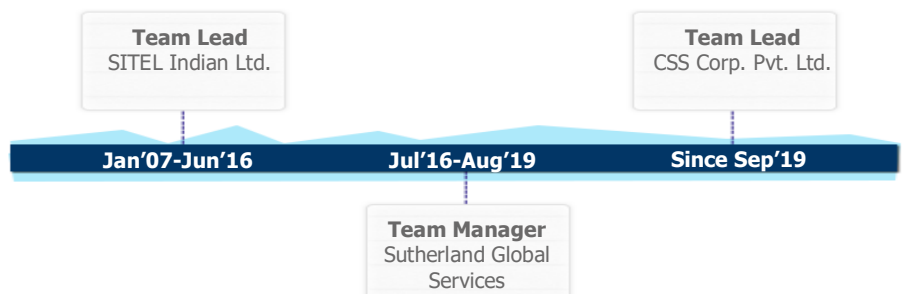 Team Lead
SITEL Indian Ltd.
Team Lead
CSS Corp. Pvt. Ltd.
Jan’07-Jun’16
Jul’16-Aug’19
Since Sep’19
Team Manager
Sutherland Global
Services